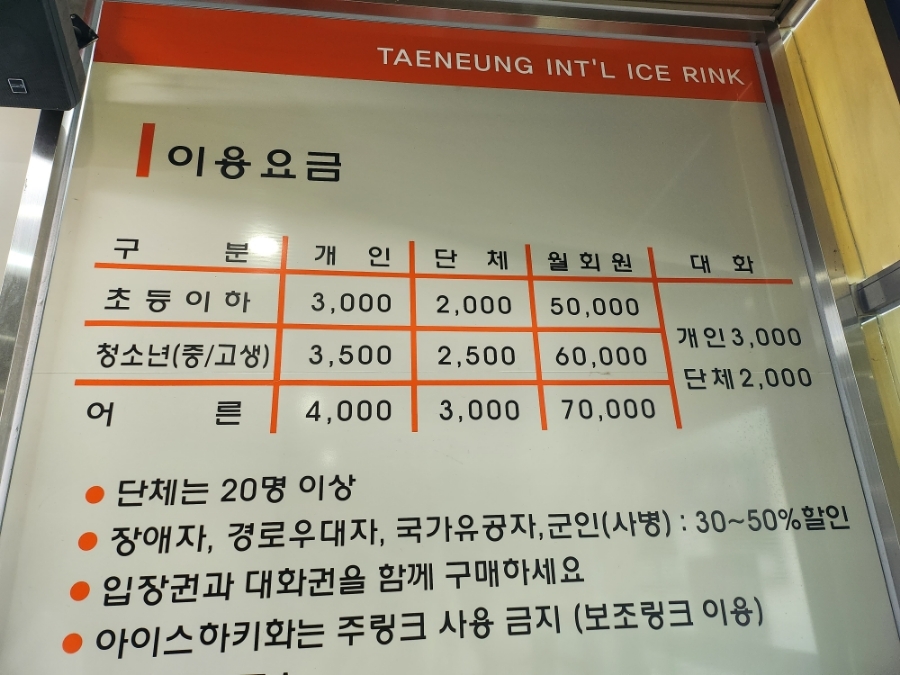 TAENEUNG INT'L ICE RINK
이용요금
구 분 개 인 단 체 월회원 대 화
초등이하 3,000 2,000 50,000
청소년(중/고생) 3,500 2,500 60,000
개인3,000
단체2,000
어 른 4,000 3,000 70,000
● 단체는 20명 이상
● 장애자, 경로우대자, 국가유공자,군인(사병) : 30~50%할인
● 입장권과 대화권을 함께 구매하세요
● 아이스하키화는 주링크 사용 금지 (보조링크 이용)